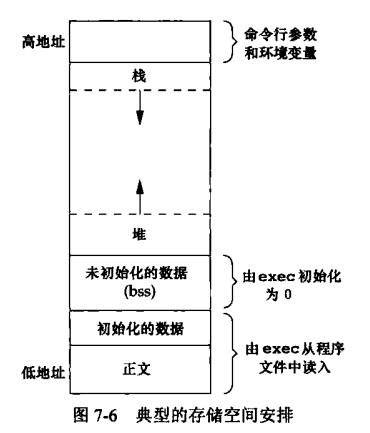 高地址
命令行参数
和环境变量
栈
堆
未初始化的数据
(bss)
由exec初始化
为 0
初始化的数据
由exec从程序
文件中读入
低地址
正文
图 7-6 典型的存储空间安排